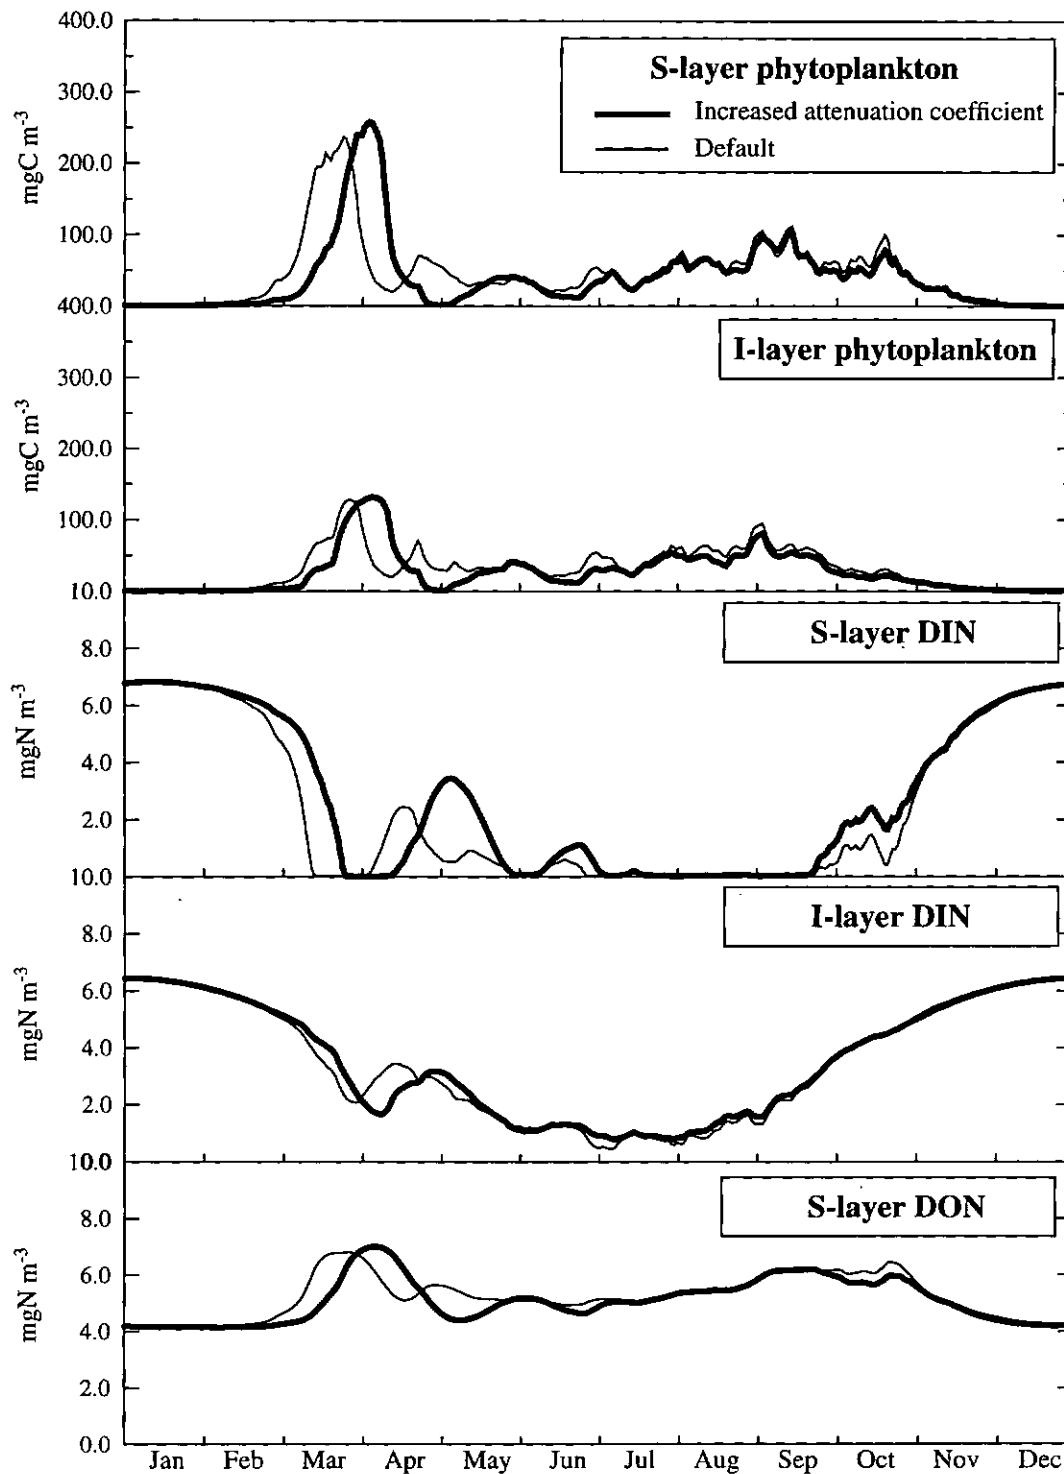 400.0
300.0
200.0
100.0
mgC m-3
S-layer phytoplankton
Increased attenuation coefficient
Default
400.0
300.0
200.0
100.0
mgC m-3
I-layer phytoplankton
10.0
8.0
6.0
4.0
2.0
mgN m-3
S-layer DIN
10.0
8.0
6.0
4.0
2.0
mgN m-3
I-layer DIN
10.0
8.0
6.0
4.0
2.0
0.0
mgN m-3
S-layer DON
Jan Feb Mar Apr May Jun Jul Aug Sep Oct Nov Dec